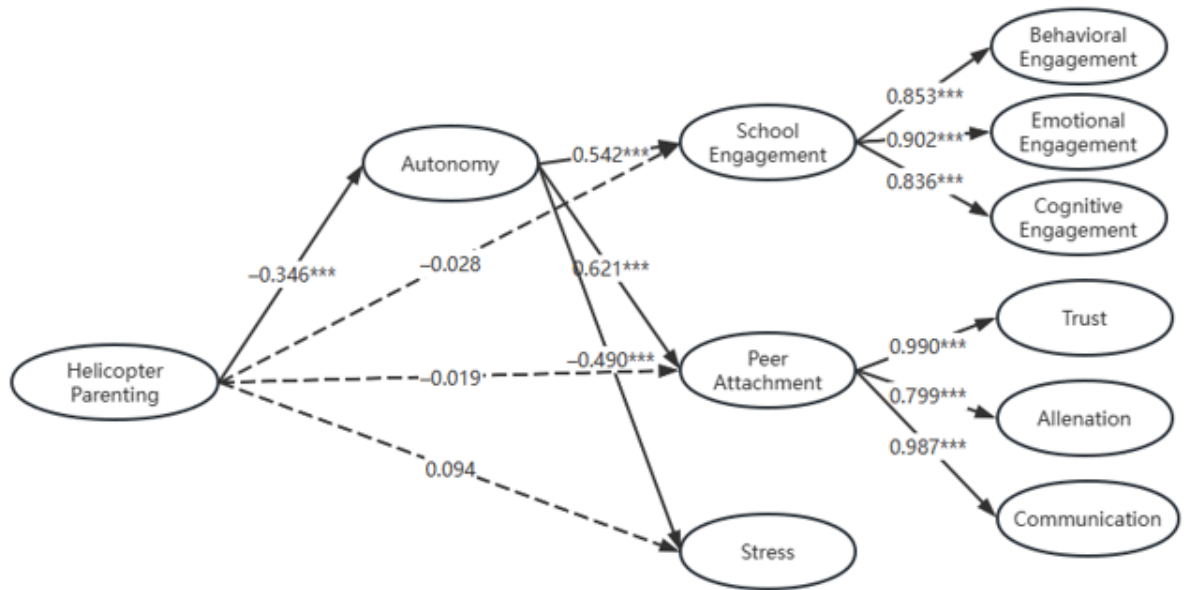 Behavioral
Engagement
0.853***
Emotional
Engagement
School
Engagement
0.902***
0.542***
Autonomy
0.836***
Cognitive
Engagement
−0.346***
−0.028
0.621***
Trust
0.990***
Helicopter
Parenting
−0.019
−0.490***
Peer
Attachment
0.799***
Allenation
0.987***
0.094
Communication
Stress